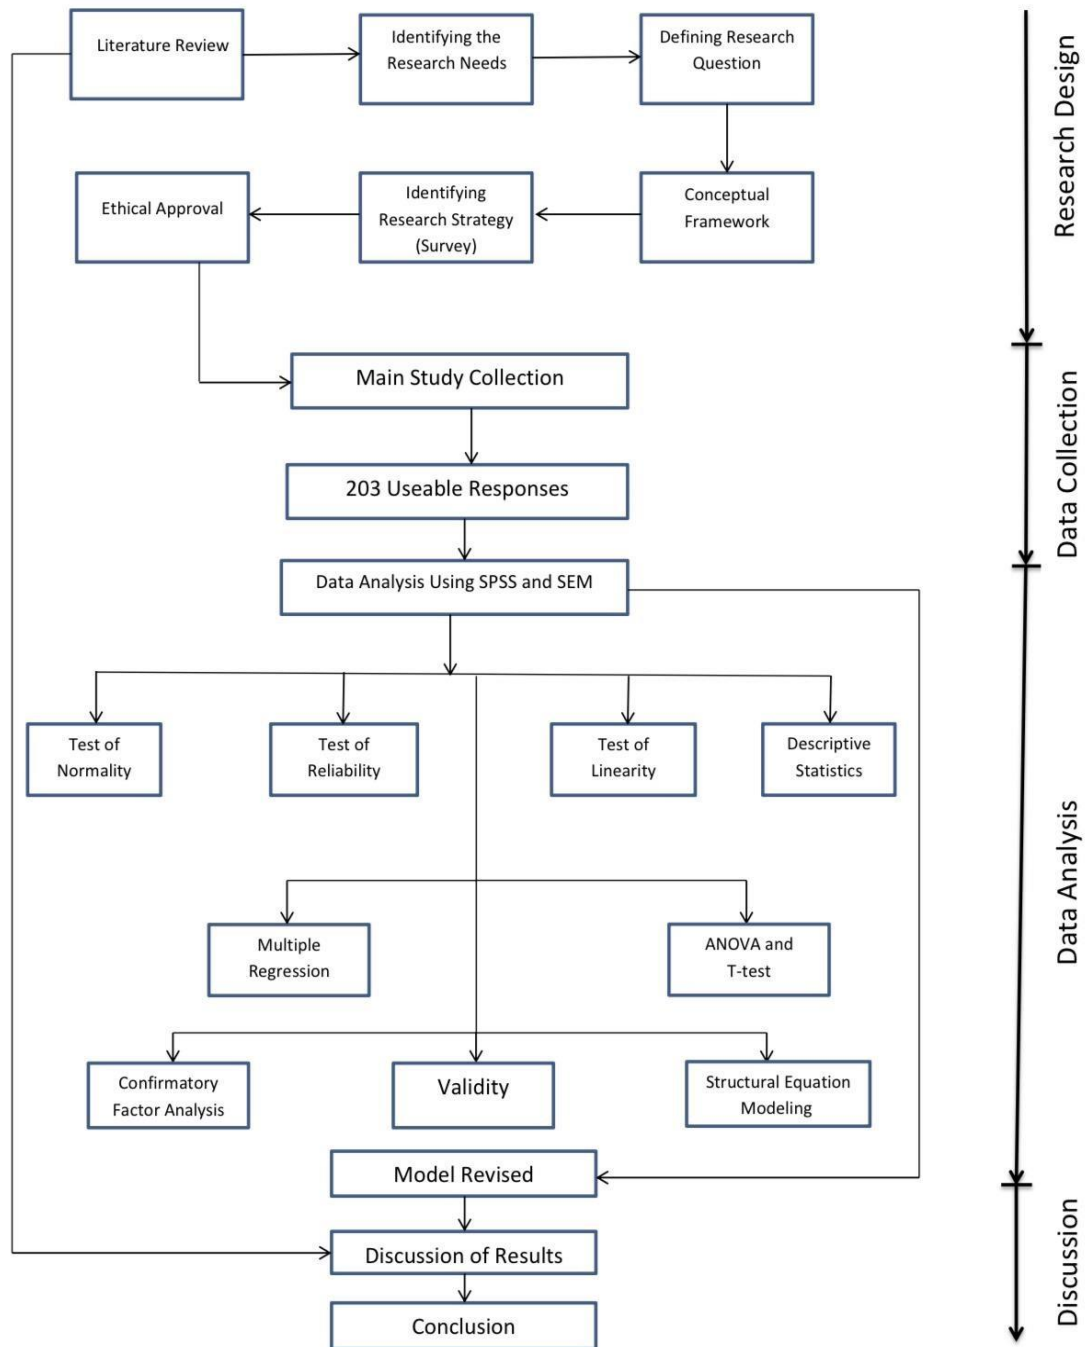 Literature Review
Identifying the
Research Needs
Defining Research
Question
Research Design
Ethical Approval
Identifying
Research Strategy
(Survey)
Conceptual
Framework
Main Study Collection
203 Useable Responses
Data Collection
Data Analysis Using SPSS and SEM
Test of
Normality
Test of
Reliability
Test of
Linearity
Descriptive
Statistics
Multiple
Regression
ANOVA and
T-test
Data Analysis
Confirmatory
Factor Analysis
Validity
Structural Equation
Modeling
Model Revised
Discussion of Results
Conclusion
Discussion